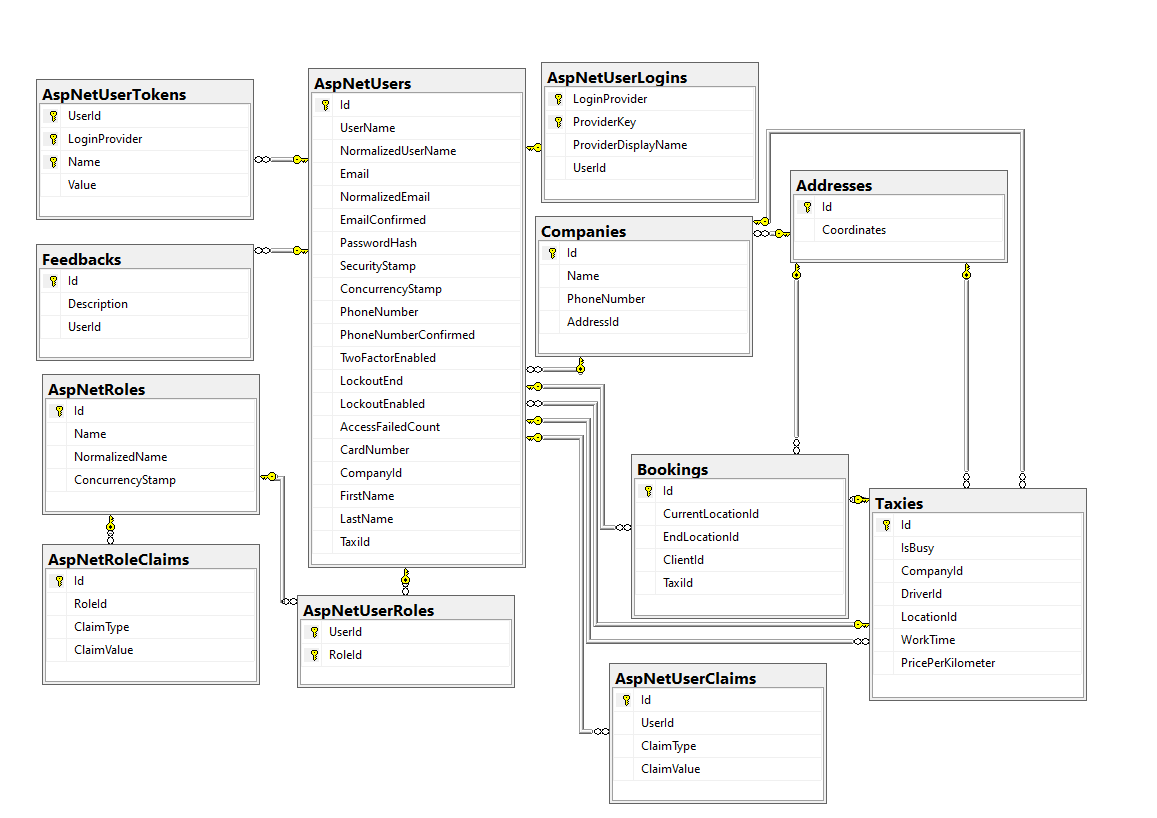 AspNetUserTokens
UserId
LoginProvider
Name
Value
Feedbacks
Id
Description
UserId
AspNetRoles
Id
Name
NormalizedName
ConcurrencyStamp
AspNetRoleClaims
Id
RoleId
ClaimType
ClaimValue
AspNetUsers
Id
UserName
NormalizedUserName
Email
NormalizedEmail
EmailConfirmed
PasswordHash
SecurityStamp
ConcurrencyStamp
PhoneNumber
PhoneNumberConfirmed
TwoFactorEnabled
LockoutEnd
LockoutEnabled
AccessFailedCount
CardNumber
CompanyId
FirstName
LastName
TaxiId
AspNetUserRoles
UserId
RoleId
AspNetUserLogins
LoginProvider
ProviderKey
ProviderDisplayName
UserId
Companies
Id
Name
PhoneNumber
AddressId
Addresses
Id
Coordinates
Bookings
Id
CurrentLocationId
EndLocationId
ClientId
TaxiId
Taxies
Id
IsBusy
CompanyId
DriverId
LocationId
WorkTime
PricePerKilometer
AspNetUserClaims
Id
UserId
ClaimType
ClaimValue